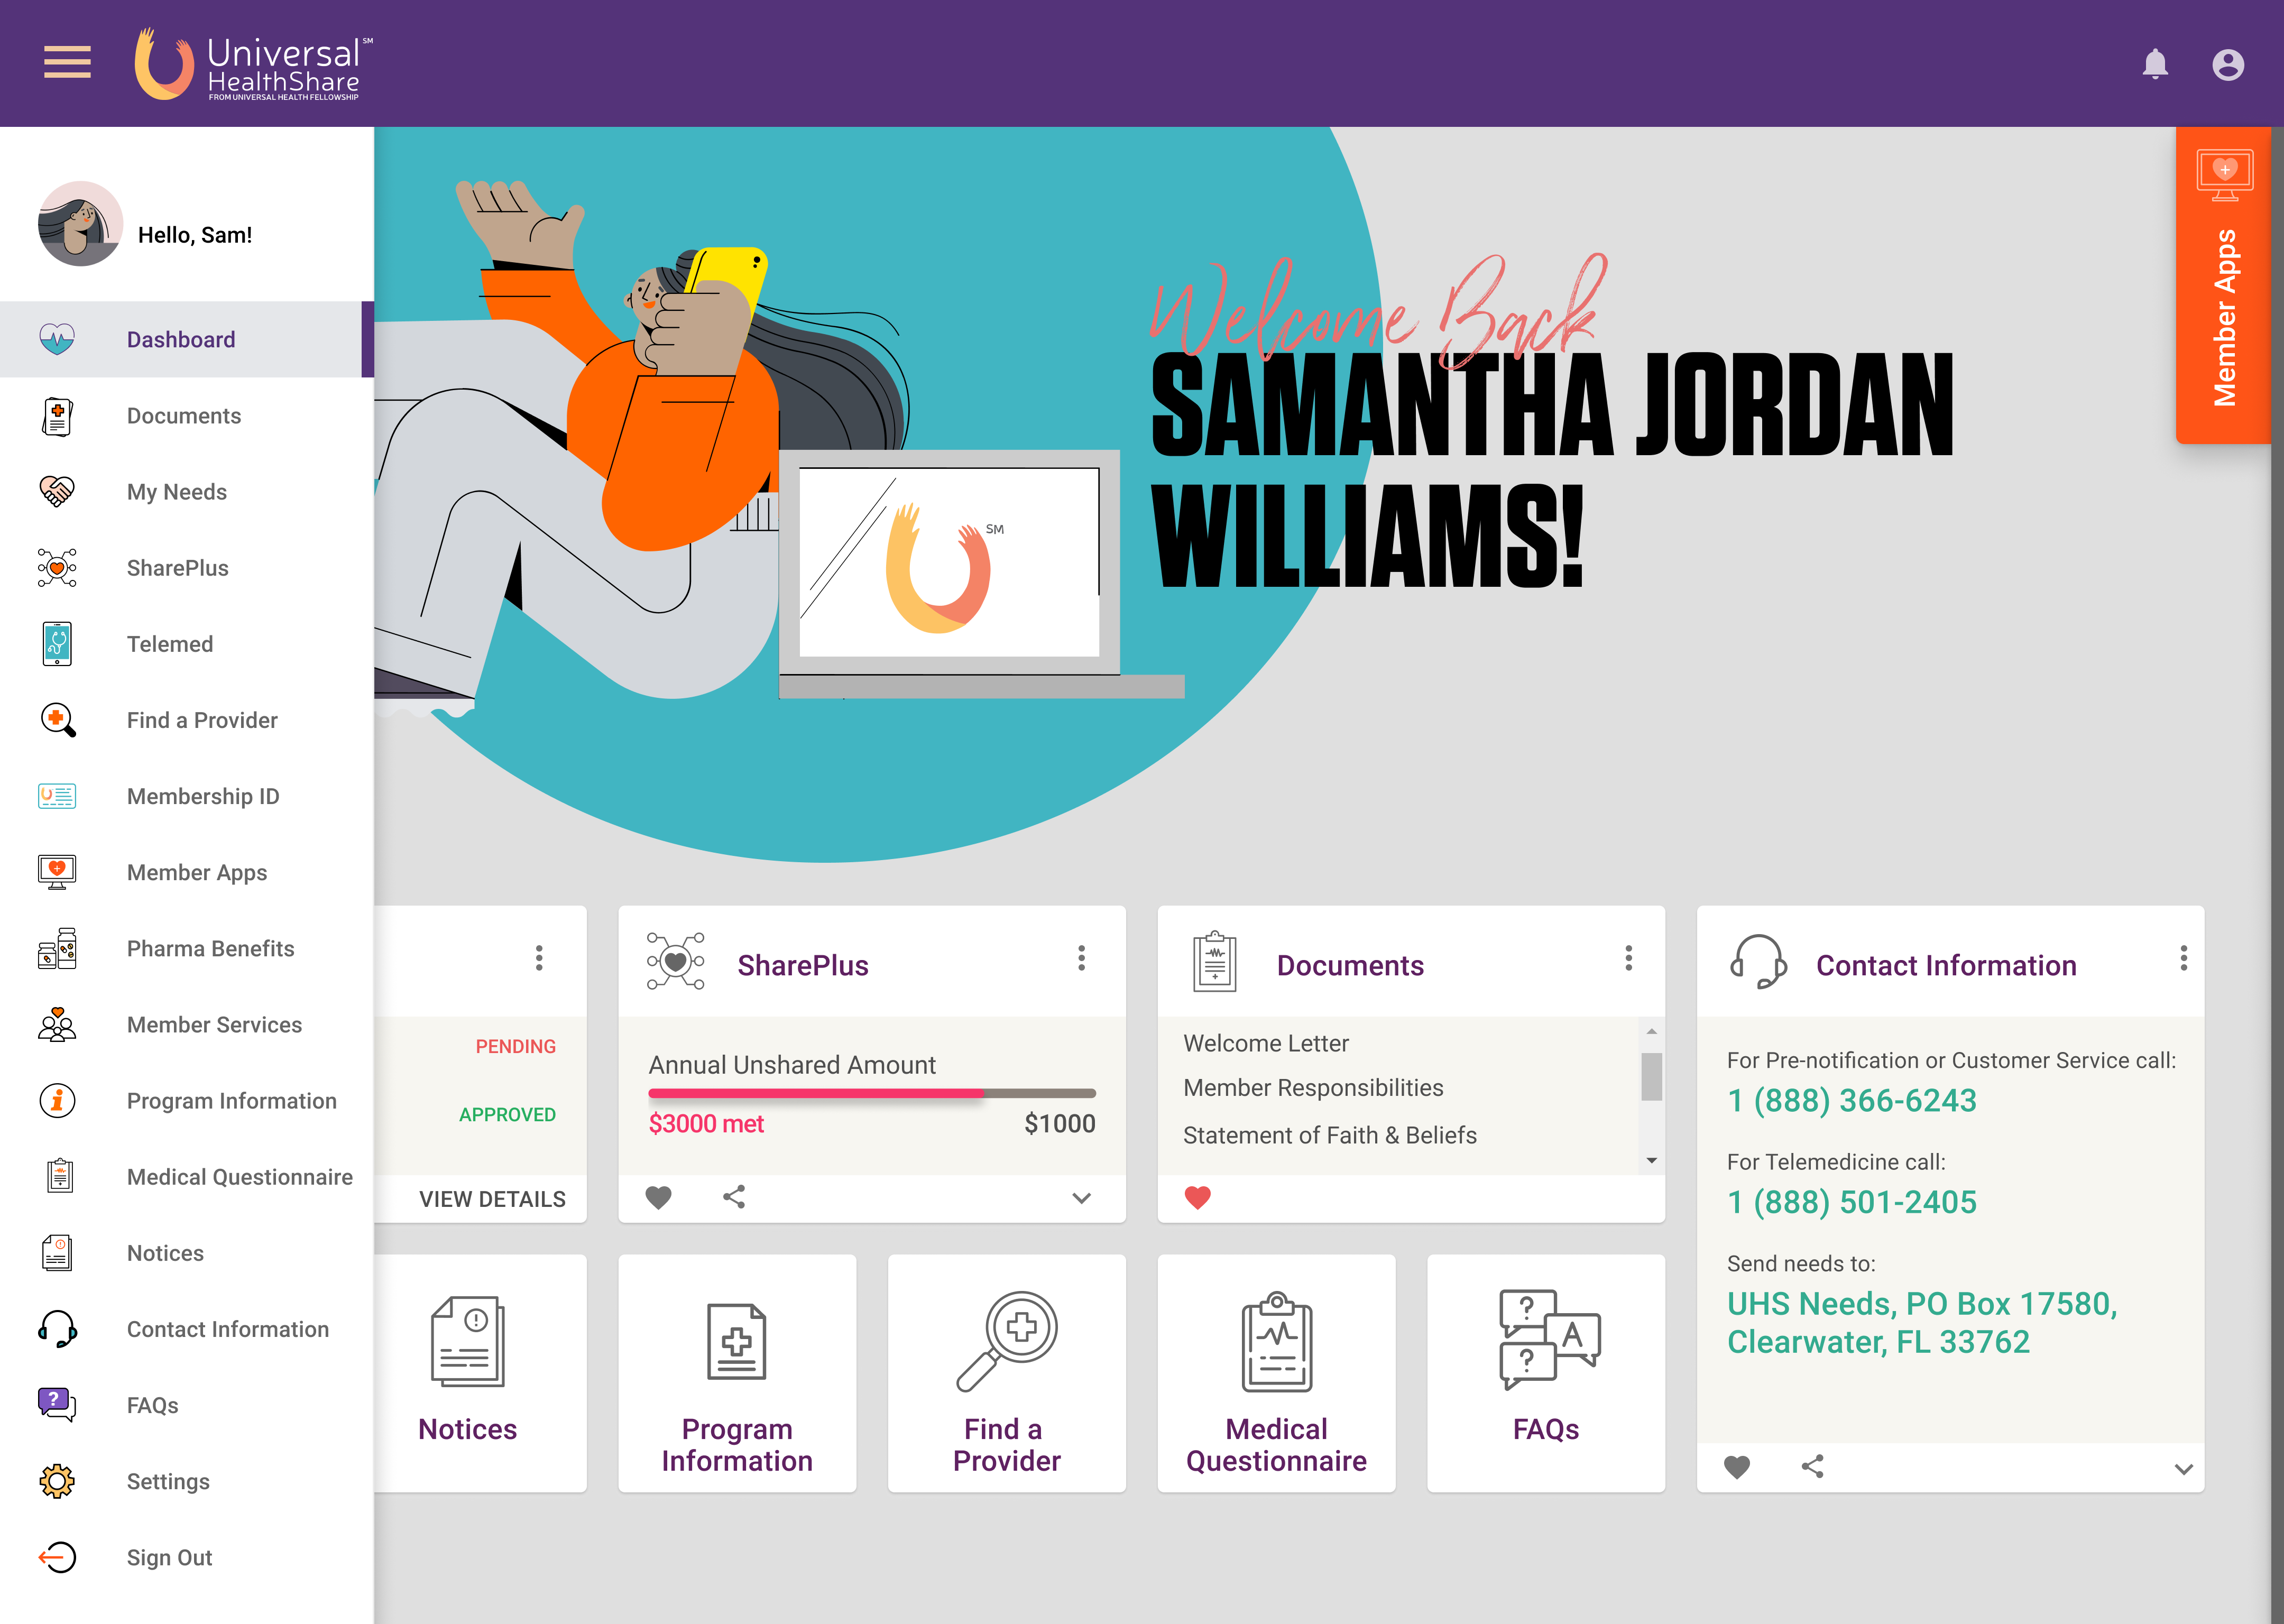 Universal SM
HealthShare
FROM UNIVERSAL HEALTH FELLOWSHIP
Hello, Sam!
Dashboard
Documents
My Needs
SharePlus
Telemed
Find a Provider
Membership ID
Member Apps
Pharma Benefits
Member Services
Program Information
Medical Questionnaire
Notices
Contact Information
FAQs
Settings
Sign Out
Welcome Back
SAMANTHA JORDAN
WILLIAMS!
SM
Member Apps
PENDING
APPROVED
VIEW DETAILS
SharePlus
Annual Unshared Amount
$3000 met
$1000
Documents
Welcome Letter
Member Responsibilities
Statement of Faith & Beliefs
Contact Information
For Pre-notification or Customer Service call:
1 (888) 366-6243
For Telemedicine call:
1 (888) 501-2405
Send needs to:
UHS Needs, PO Box 17580,
Clearwater, FL 33762
Notices
Program
Information
Find a
Provider
Medical
Questionnaire
? A ?
FAQs